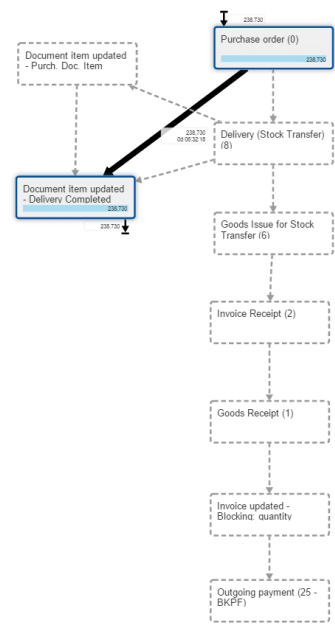 238.730
Purchase order (0)
238.730
Document item updated
- Purch. Doc. Item
238.730
0d 06:32:16
Delivery (Stock Transfer)
(8)
Document item updated
- Delivery Completed
238.730
238.730
Goods Issue for Stock
Transfer (6)
Invoice Receipt (2)
Goods Receipt (1)
Invoice updated -
Blocking: quantity
Outgoing payment (25 -
BKPF)